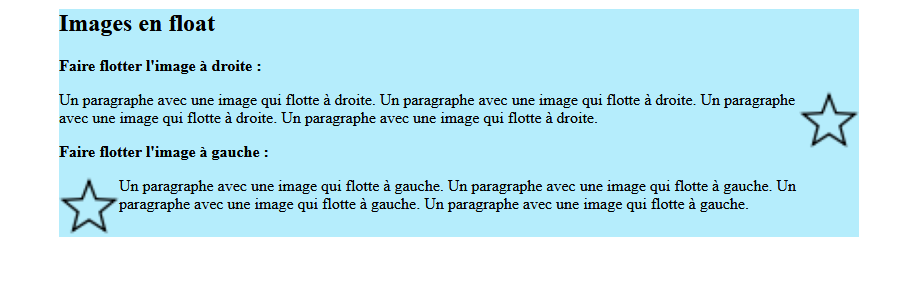 Images en float
Faire flotter l'image à droite :
Un paragraphe avec une image qui flotte à droite. Un paragraphe avec une image qui flotte à droite. Un paragraphe
avec une image qui flotte à droite. Un paragraphe avec une image qui flotte à droite.
Faire flotter l'image à gauche :
Un paragraphe avec une image qui flotte à gauche. Un paragraphe avec une image qui flotte à gauche. Un
paragraphe avec une image qui flotte à gauche. Un paragraphe avec une image qui flotte à gauche.